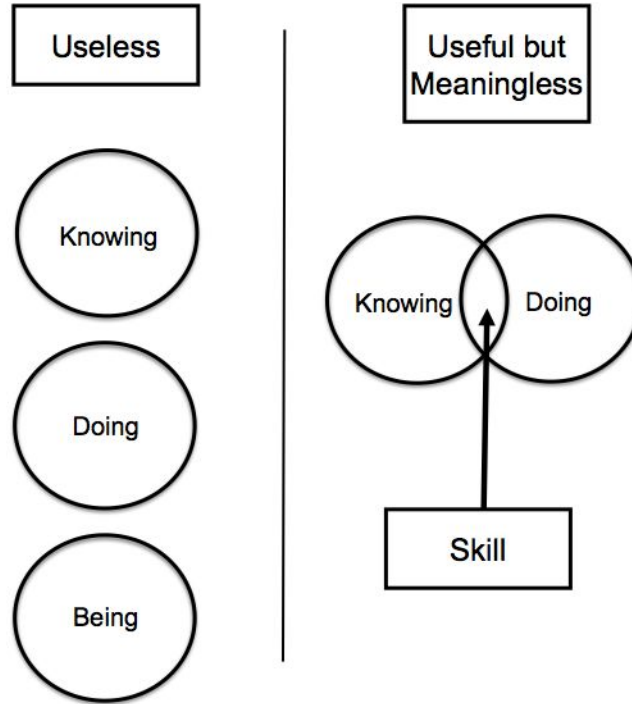 Useless
Knowing
Doing
Being
Useful but
Meaningless
Knowing
Doing
Skill